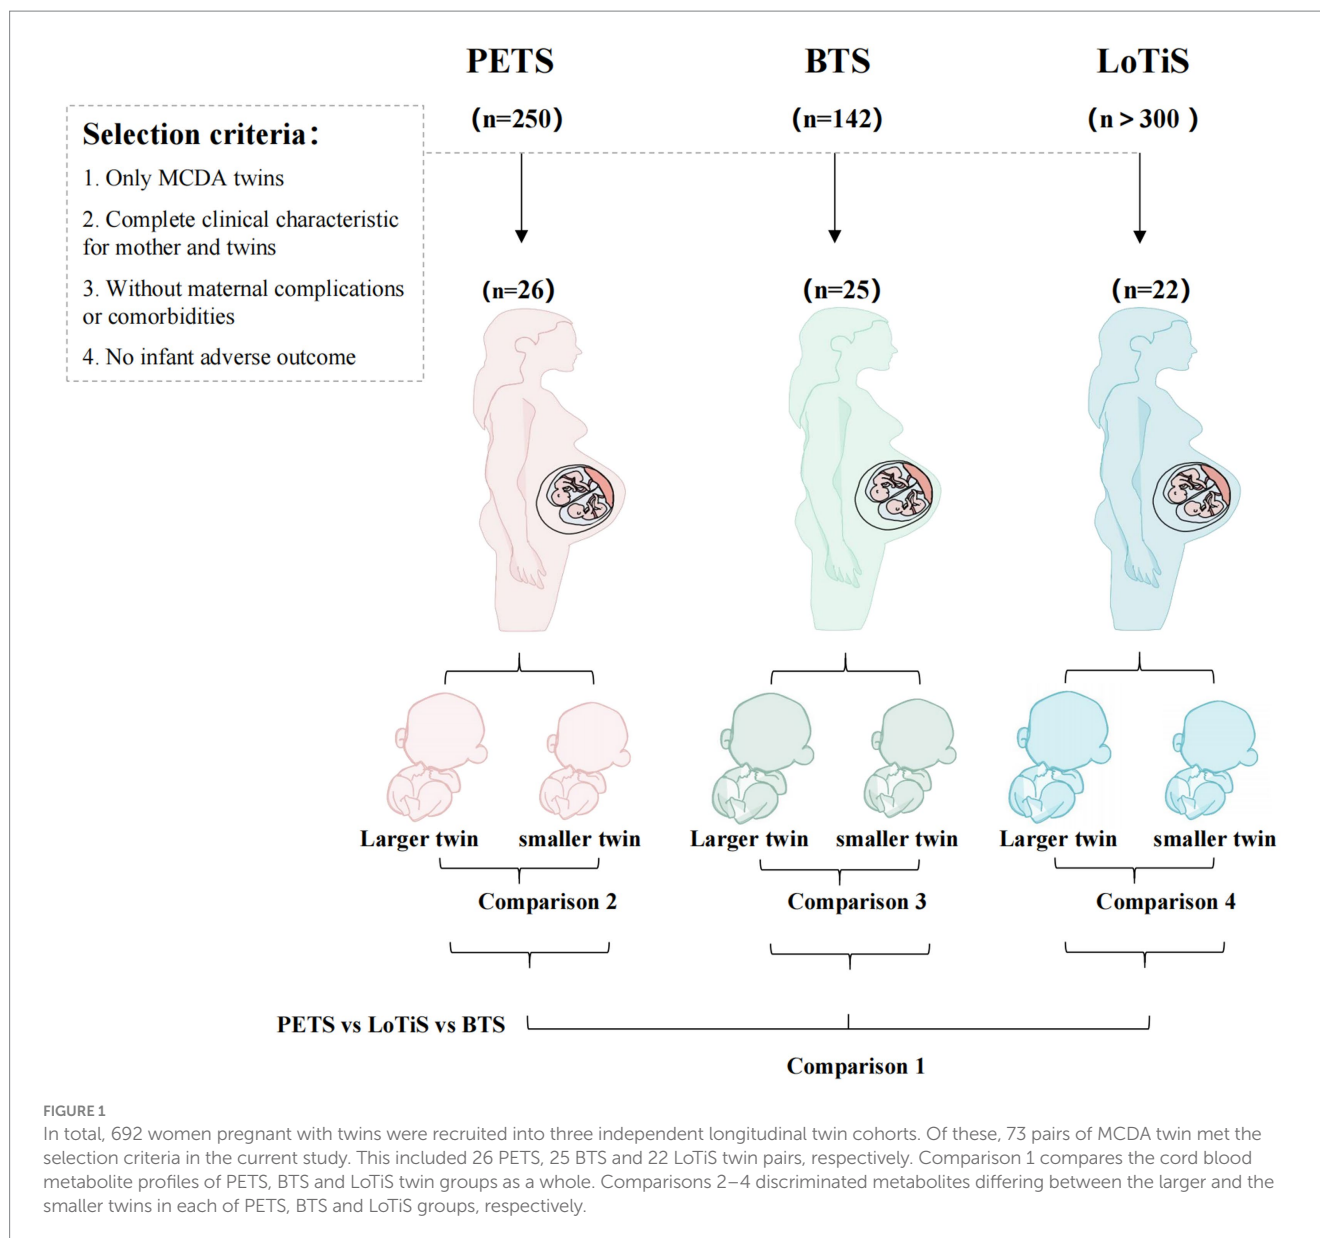 PETS
BTS
LoTiS
(n=250)
(n=142)
(n > 300 )
Selection criteria:
1. Only MCDA twins
2. Complete clinical characteristic
for mother and twins
3. Without maternal complications
or comorbidities
4. No infant adverse outcome
(n=26)
(n=25)
(n=22)
Larger twin
smaller twin
Larger twin
smaller twin
Larger twin
smaller twin
Comparison 2
Comparison 3
Comparison 4
PETS vs LoTiS vs BTS
Comparison 1
FIGURE 1
In total, 692 women pregnant with twins were recruited into three independent longitudinal twin cohorts. Of these, 73 pairs of MCDA twin met the
selection criteria in the current study. This included 26 PETS, 25 BTS and 22 LoTiS twin pairs, respectively. Comparison 1 compares the cord blood
metabolite profiles of PETS, BTS and LoTiS twin groups as a whole. Comparisons 2–4 discriminated metabolites differing between the larger and the
smaller twins in each of PETS, BTS and LoTiS groups, respectively.